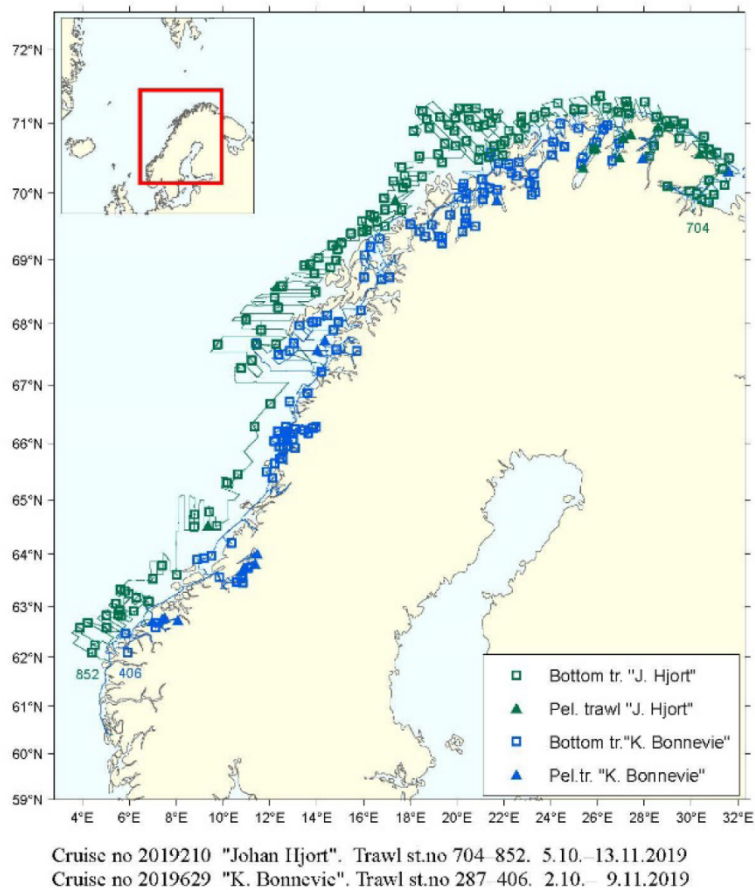 72°N
71°N
70°N
69°N
68°N
67°N
66°N
65°N
64°N
63°N
62°N
61°N
60°N
59°N
704
852
406
Bottom tr. "J. Hjort"
Pel. trawl "J. Hjort"
Bottom tr."K. Bonnevie"
Pel.tr. "K. Bonnevie"
4°E 6°E 8°E 10°E 12°E 14°E 16°E 18°E 20°E 22°E 24°E 26°E 28°E 30°E 32°E
Cruise no 2019210 "Johan Hjort". Trawl st.no 704–852. 5.10.–13.11.2019
Cruise no 2019629 "K. Bonnevie". Trawl st.no 287–406. 2.10.– 9.11.2019